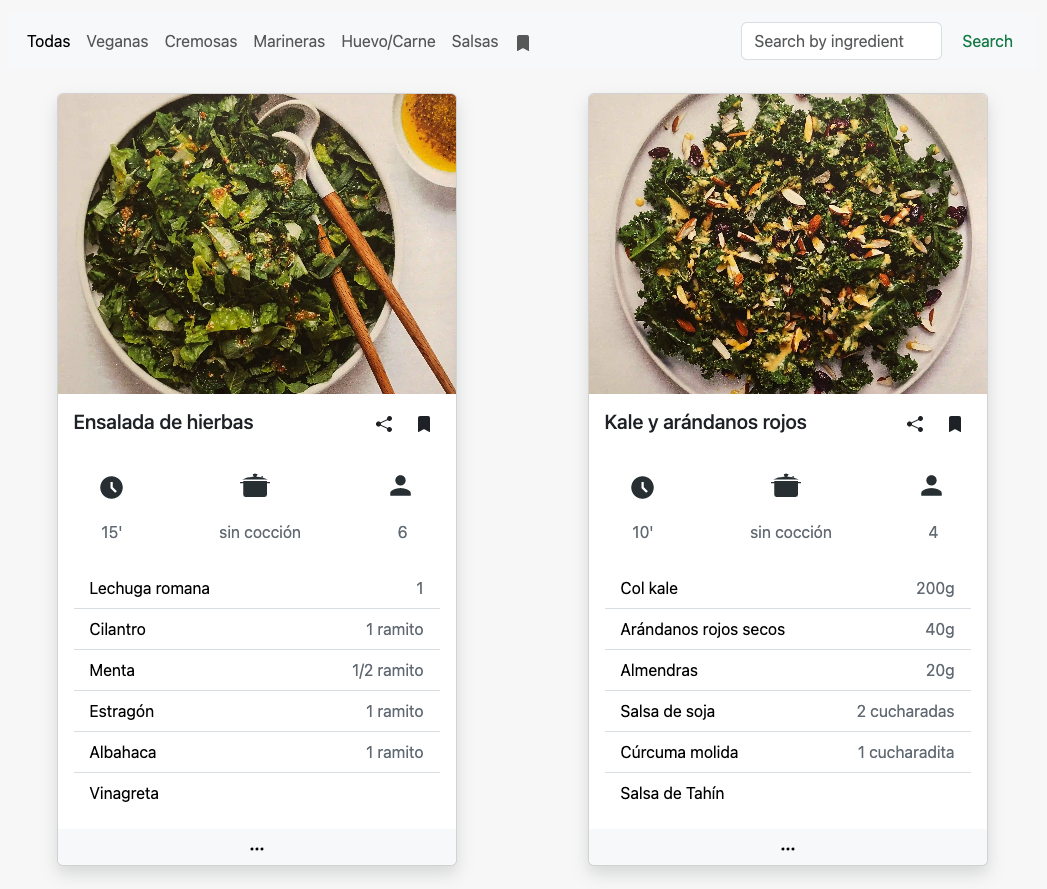 Todas Veganas Cremosas Marineras Huevo/Carne Salsas Search by ingredient Search
Ensalada de hierbas
15' sin cocción 6
Lechuga romana 1
Cilantro 1 ramito
Menta 1/2 ramito
Estragón 1 ramito
Albahaca 1 ramito
Vinagreta
...
Kale y arándanos rojos
10' sin cocción 4
Col kale 200g
Arándanos rojos secos 40g
Almendras 20g
Salsa de soja 2 cucharadas
Cúrcuma molida 1 cucharadita
Salsa de Tahín
...